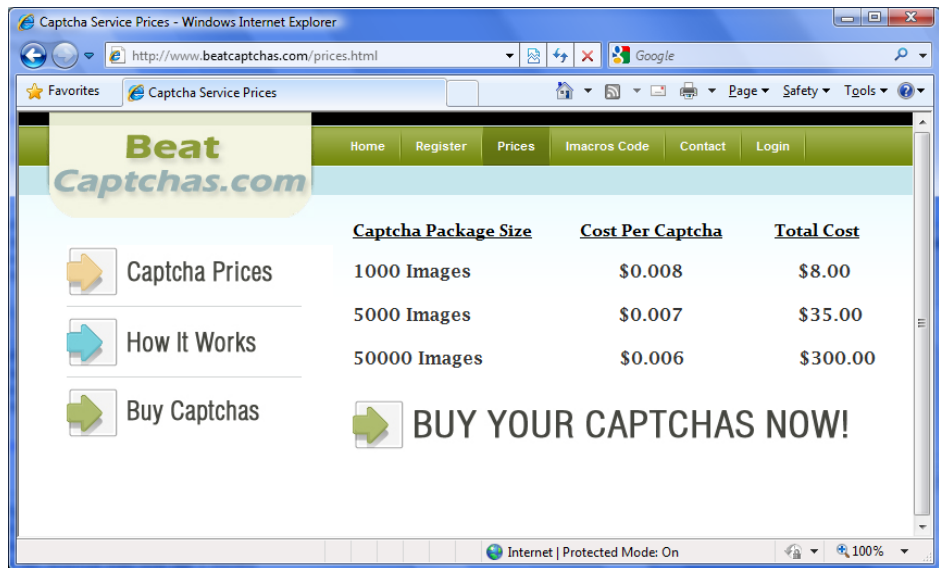 Captcha Service Prices - Windows Internet Explorer
http://www.beatcaptchas.com/prices.html
Google
Favorites
Captcha Service Prices
Page Safety Tools
Beat
Captchas.com
Home Register Prices Imacros Code Contact Login
Captcha Package Size Cost Per Captcha Total Cost
1000 Images $0.008 $8.00
5000 Images $0.007 $35.00
50000 Images $0.006 $300.00
Captcha Prices
How It Works
Buy Captchas
BUY YOUR CAPTCHAS NOW!
Internet | Protected Mode: On
100%